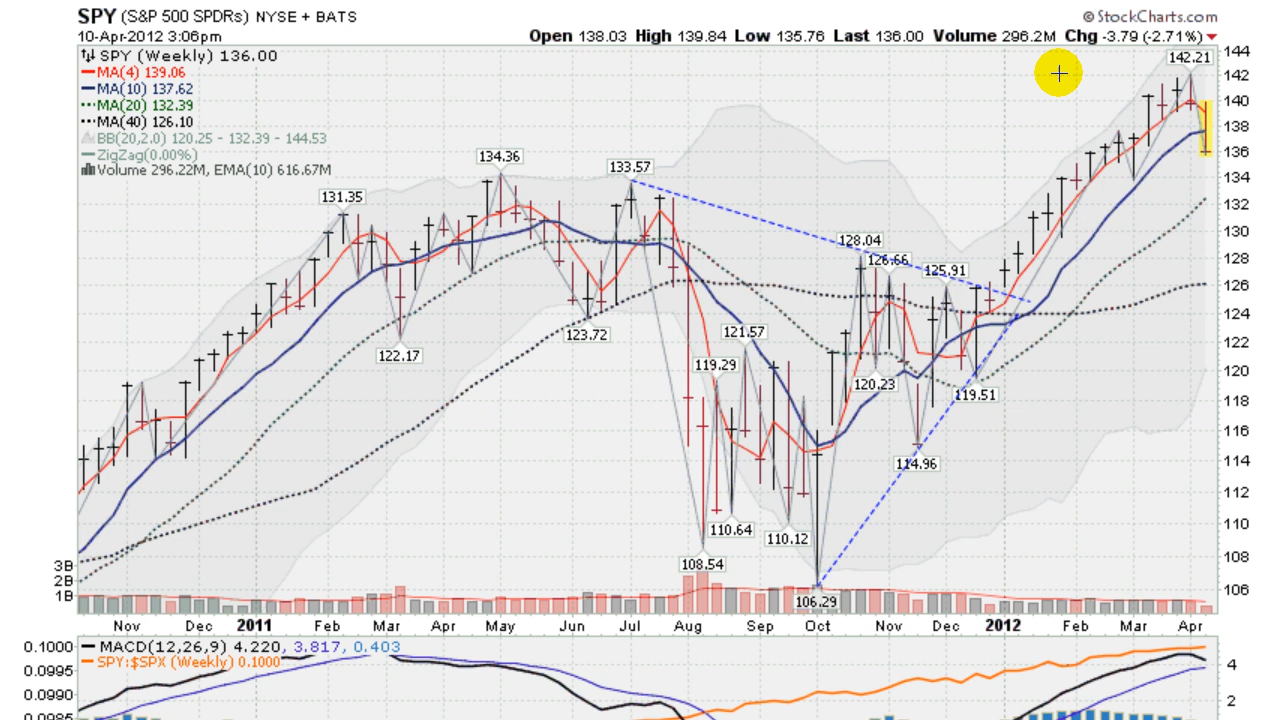 SPY (S&P 500 SPDRs) NYSE + BATS
© StockCharts.com
10-Apr-2012 3:06pm
Open 138.03 High 139.84 Low 135.76 Last 136.00 Volume 296.2M Chg -3.79 (-2.71%)
SPY (Weekly) 136.00
MA(4) 139.06
MA(10) 137.62
MA(20) 132.39
MA(40) 126.10
BB(20,2.0) 120.25 - 132.39 - 144.53
ZigZag(0.00%)
Volume 296.22M, EMA(10) 616.67M
142.21
134.36
133.57
131.35
128.04
126.66
125.91
123.72
121.57
122.17
119.29
120.23
119.51
114.96
110.64
110.12
108.54
106.29
144
142
140
138
136
134
132
130
128
126
124
122
120
118
116
114
112
110
108
106
3B
2B
1B
Nov Dec 2011 Feb Mar Apr May Jun Jul Aug Sep Oct Nov Dec 2012 Feb Mar Apr
MACD(12,26,9) 4.220, 3.817, 0.403
SPY:$SPX (Weekly) 0.1000
0.1000
0.0995
0.0990
0.0985
4
2